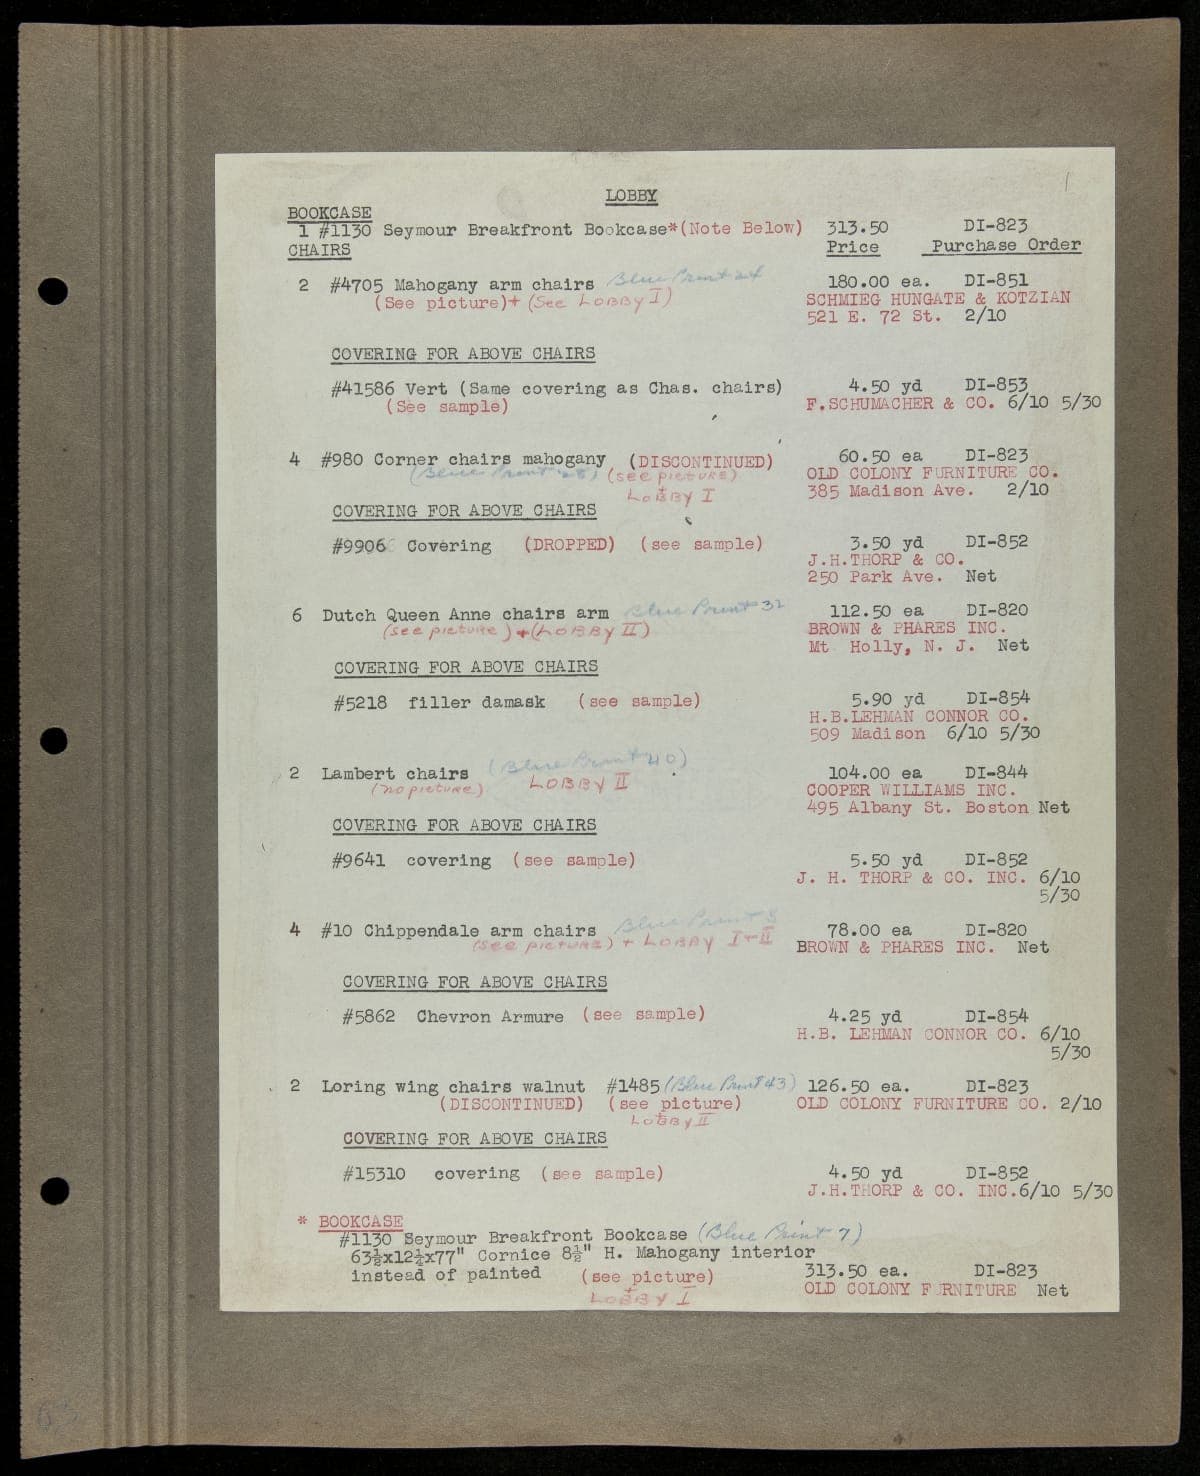 1
LOBBY
BOOKCASE
1 #1130 Seymour Breakfront Bookcase*(Note Below) 313.50 DI-823
CHAIRS Price Purchase Order
2 #4705 Mahogany arm chairs Blue Print 24 180.00 ea. DI-851
(See picture)+ (See LOBBY I) SCHMIEG HUNGATE & KOTZIAN
521 E. 72 St. 2/10
COVERING FOR ABOVE CHAIRS
#41586 Vert (Same covering as Chas. chairs) 4.50 yd DI-853
(See sample) F.SCHUMACHER & CO. 6/10 5/30
4 #980 Corner chairs mahogany (DISCONTINUED) 60.50 ea DI-823
(Blue Print 28) (see picture) OLD COLONY FURNITURE CO.
+ LOBBY I 385 Madison Ave. 2/10
COVERING FOR ABOVE CHAIRS
#9906 Covering (DROPPED) (see sample) 3.50 yd DI-852
J.H.THORP & CO.
250 Park Ave. Net
6 Dutch Queen Anne chairs arm Blue Print 32 112.50 ea DI-820
(see picture) + (LOBBY II) BROWN & PHARES INC.
Mt Holly, N. J. Net
COVERING FOR ABOVE CHAIRS
#5218 filler damask (see sample) 5.90 yd DI-854
H.B.LEHMAN CONNOR CO.
509 Madison 6/10 5/30
2 Lambert chairs (Blue Print 40) 104.00 ea DI-844
(no picture) LOBBY II COOPER WILLIAMS INC.
495 Albany St. Boston Net
COVERING FOR ABOVE CHAIRS
#9641 covering (see sample) 5.50 yd DI-852
J. H. THORP & CO. INC. 6/10
5/30
4 #10 Chippendale arm chairs Blue Print 8 78.00 ea DI-820
(see picture) + LOBBY I+II BROWN & PHARES INC. Net
COVERING FOR ABOVE CHAIRS
#5862 Chevron Armure (see sample) 4.25 yd DI-854
H.B. LEHMAN CONNOR CO. 6/10
5/30
2 Loring wing chairs walnut #1485 (Blue Print 43) 126.50 ea. DI-823
(DISCONTINUED) (see picture) OLD COLONY FURNITURE CO. 2/10
+ LOBBY II
COVERING FOR ABOVE CHAIRS
#15310 covering (see sample) 4.50 yd DI-852
J.H.THORP & CO. INC.6/10 5/30
* BOOKCASE
#1130 Seymour Breakfront Bookcase (Blue Print 7)
63½x12½x77" Cornice 8½" H. Mahogany interior
instead of painted (see picture) 313.50 ea. DI-823
+ LOBBY I OLD COLONY FURNITURE Net